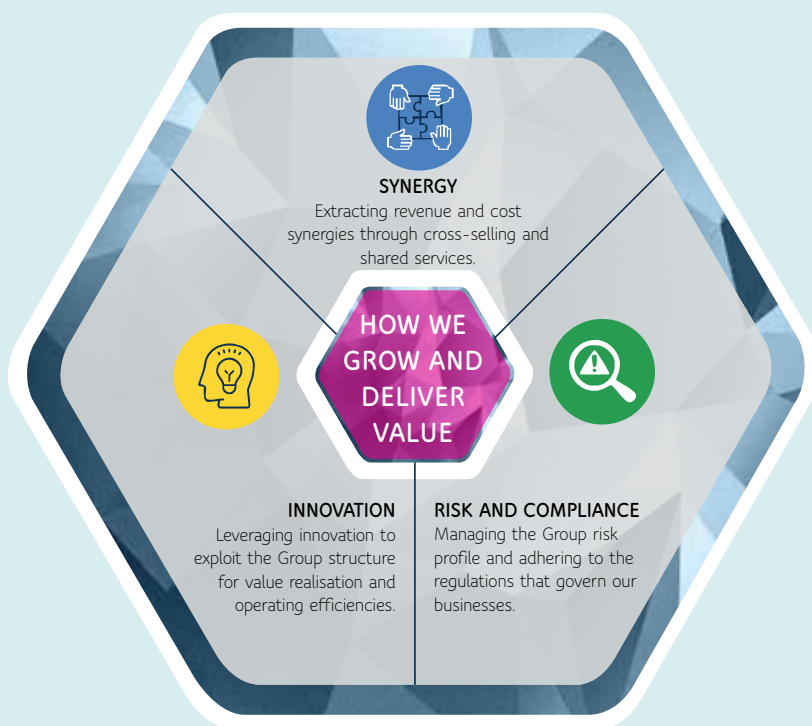 SYNERGY
Extracting revenue and cost
synergies through cross-selling and
shared services.
HOW WE
GROW AND
DELIVER
VALUE
INNOVATION
Leveraging innovation to
exploit the Group structure
for value realisation and
operating efficiencies.
RISK AND COMPLIANCE
Managing the Group risk
profile and adhering to the
regulations that govern our
businesses.